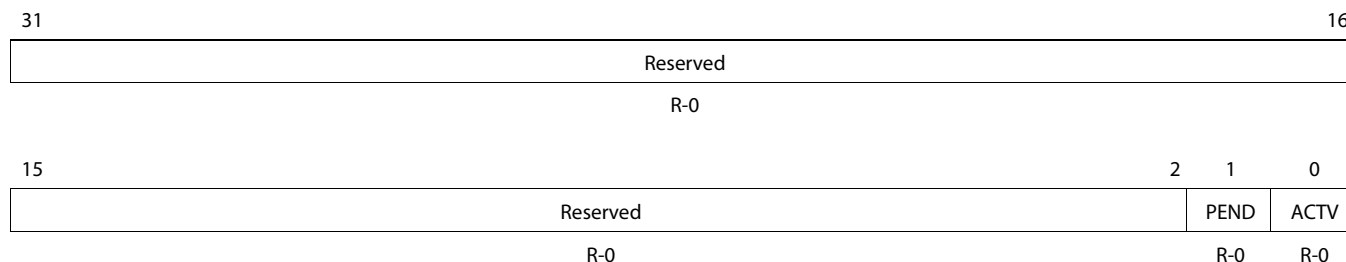 31 16
Reserved
R-0
15 2 1 0
Reserved PEND ACTV
R-0 R-0 R-0